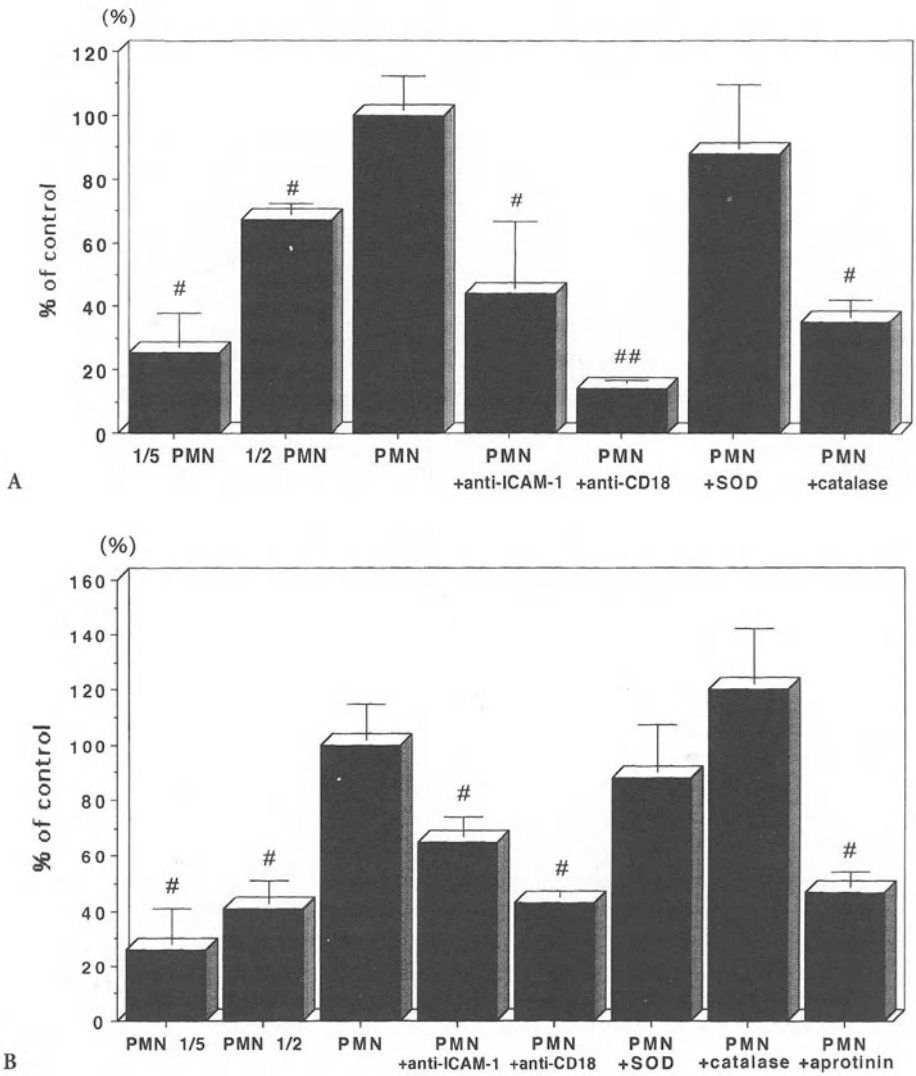 (%)
120
100
80
60
40
20
0
% of control
#
#
#
##
#
1/5 PMN
1/2 PMN
PMN
PMN
+anti-ICAM-1
PMN
+anti-CD18
PMN
+SOD
PMN
+catalase
A
(%)
160
140
120
100
80
60
40
20
0
% of control
#
#
#
#
#
PMN 1/5
PMN 1/2
PMN
PMN
+anti-ICAM-1
PMN
+anti-CD18
PMN
+SOD
PMN
+catalase
PMN
+aprotinin
B